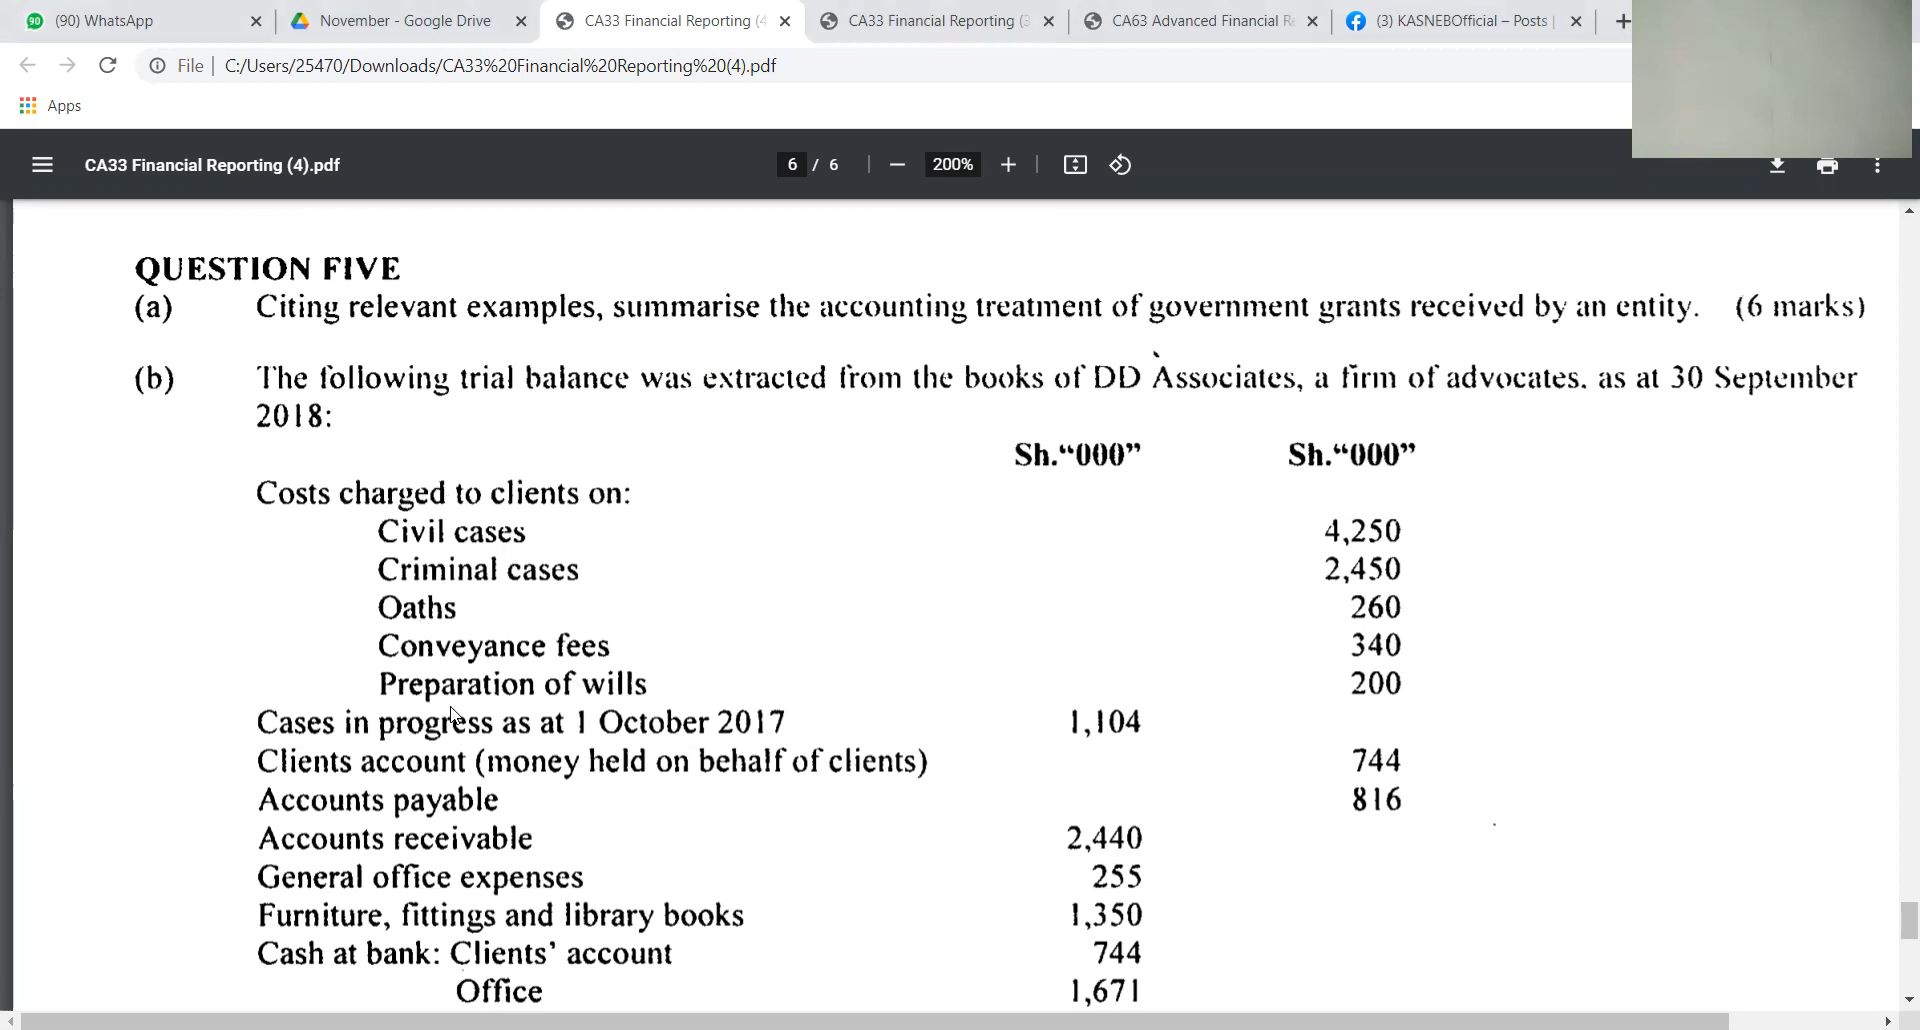 90 (90) WhatsApp
November - Google Drive
CA33 Financial Reporting (4
CA33 Financial Reporting (3
CA63 Advanced Financial R
(3) KASNEBOfficial – Posts |
File | C:/Users/25470/Downloads/CA33%20Financial%20Reporting%20(4).pdf
Apps
CA33 Financial Reporting (4).pdf 6 / 6 200%
QUESTION FIVE
(a) Citing relevant examples, summarise the accounting treatment of government grants received by an entity. (6 marks)
(b) The following trial balance was extracted from the books of DD Associates, a firm of advocates, as at 30 September
2018:
Sh.“000” Sh.“000”
Costs charged to clients on:
Civil cases 4,250
Criminal cases 2,450
Oaths 260
Conveyance fees 340
Preparation of wills 200
Cases in progress as at 1 October 2017 1,104
Clients account (money held on behalf of clients) 744
Accounts payable 816
Accounts receivable 2,440
General office expenses 255
Furniture, fittings and library books 1,350
Cash at bank: Clients’ account 744
Office 1,671